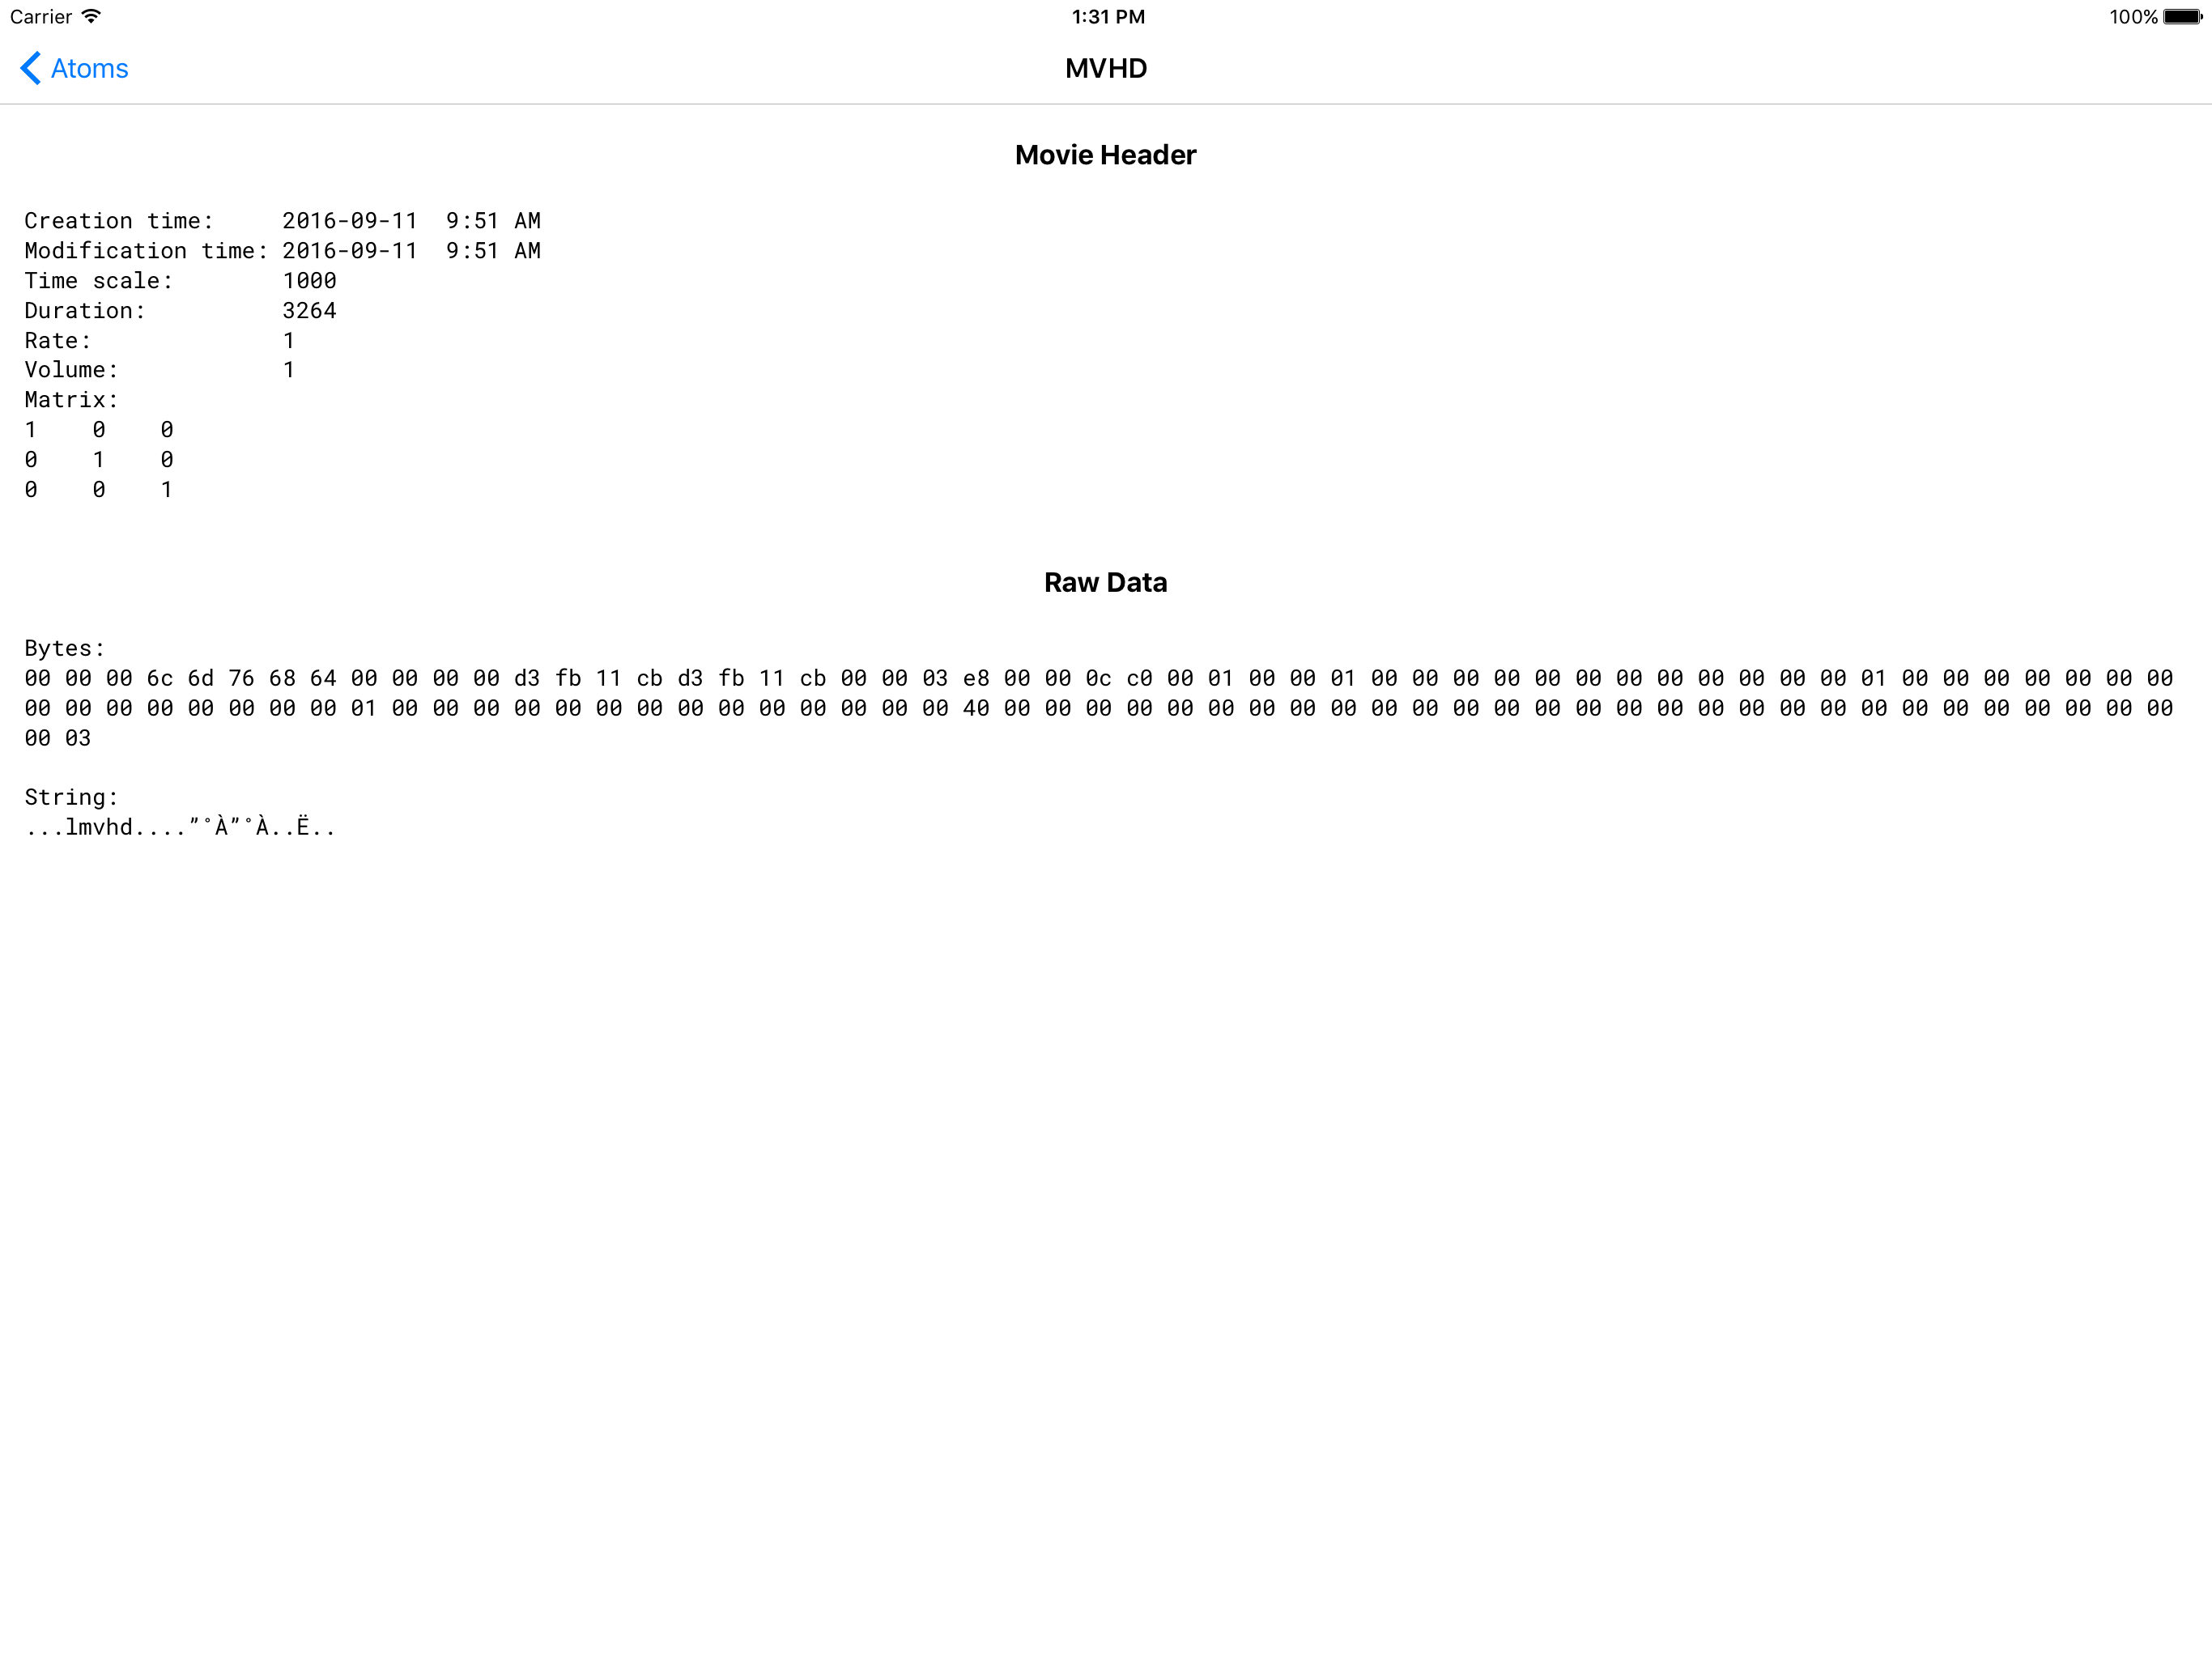 Carrier 1:31 PM 100%
Atoms MVHD
Movie Header
Creation time:     2016-09-11  9:51 AM
Modification time: 2016-09-11  9:51 AM
Time scale:        1000
Duration:          3264
Rate:              1
Volume:            1
Matrix:
1    0    0
0    1    0
0    0    1
Raw Data
Bytes:
00 00 00 6c 6d 76 68 64 00 00 00 00 d3 fb 11 cb d3 fb 11 cb 00 00 03 e8 00 00 0c c0 00 01 00 00 01 00 00 00 00 00 00 00 00 00 00 00 00 01 00 00 00 00 00 00 00
00 00 00 00 00 00 00 00 01 00 00 00 00 00 00 00 00 00 00 00 00 00 00 40 00 00 00 00 00 00 00 00 00 00 00 00 00 00 00 00 00 00 00 00 00 00 00 00 00 00 00 00 00
00 03
String:
...lmvhd....”˚À”˚À..Ë..